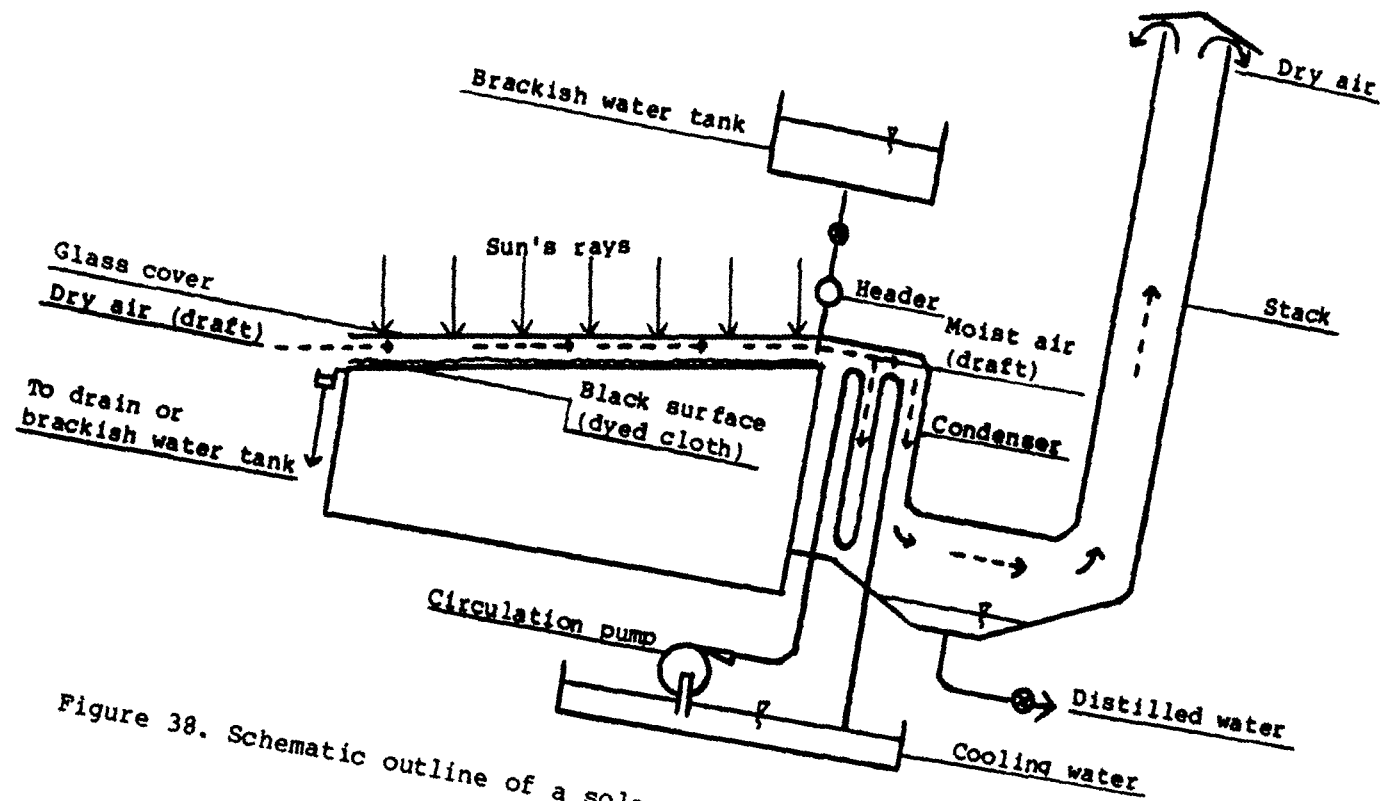 Dry air
Brackish water tank
Sun's rays
Glass cover
Dry air (draft)
Header
Moist air
(draft)
Stack
To drain or
brackish water tank
Black surface
(dyed cloth)
Condenser
Circulation pump
Distilled water
Cooling water
Figure 38. Schematic outline of a